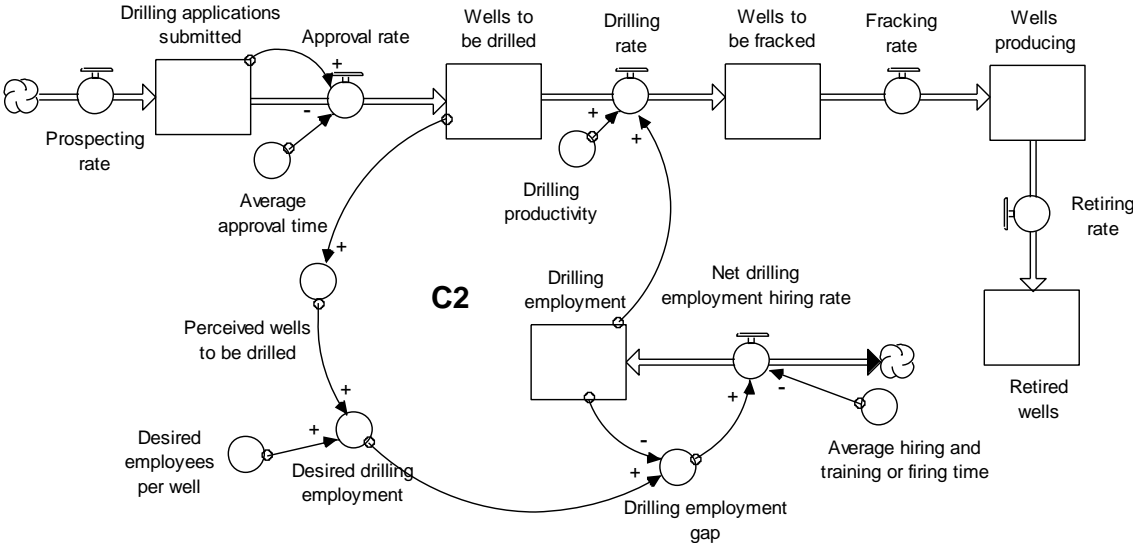 Drilling applications
submitted
Approval rate
Wells to
be drilled
Drilling
rate
Wells to
be fracked
Fracking
rate
Wells
producing
+
-
+
+
Prospecting
rate
Average
approval time
Drilling
productivity
Retiring
rate
+
C2
Drilling
employment
Net drilling
employment hiring rate
Perceived wells
to be drilled
Retired
wells
+
+
-
+
-
+
Desired
employees
per well
Desired drilling
employment
Average hiring and
training or firing time
Drilling employment
gap